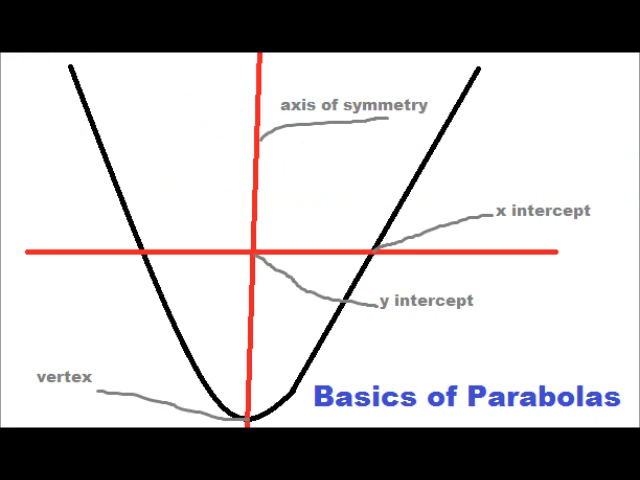 axis of symmetry
x intercept
y intercept
vertex
Basics of Parabolas